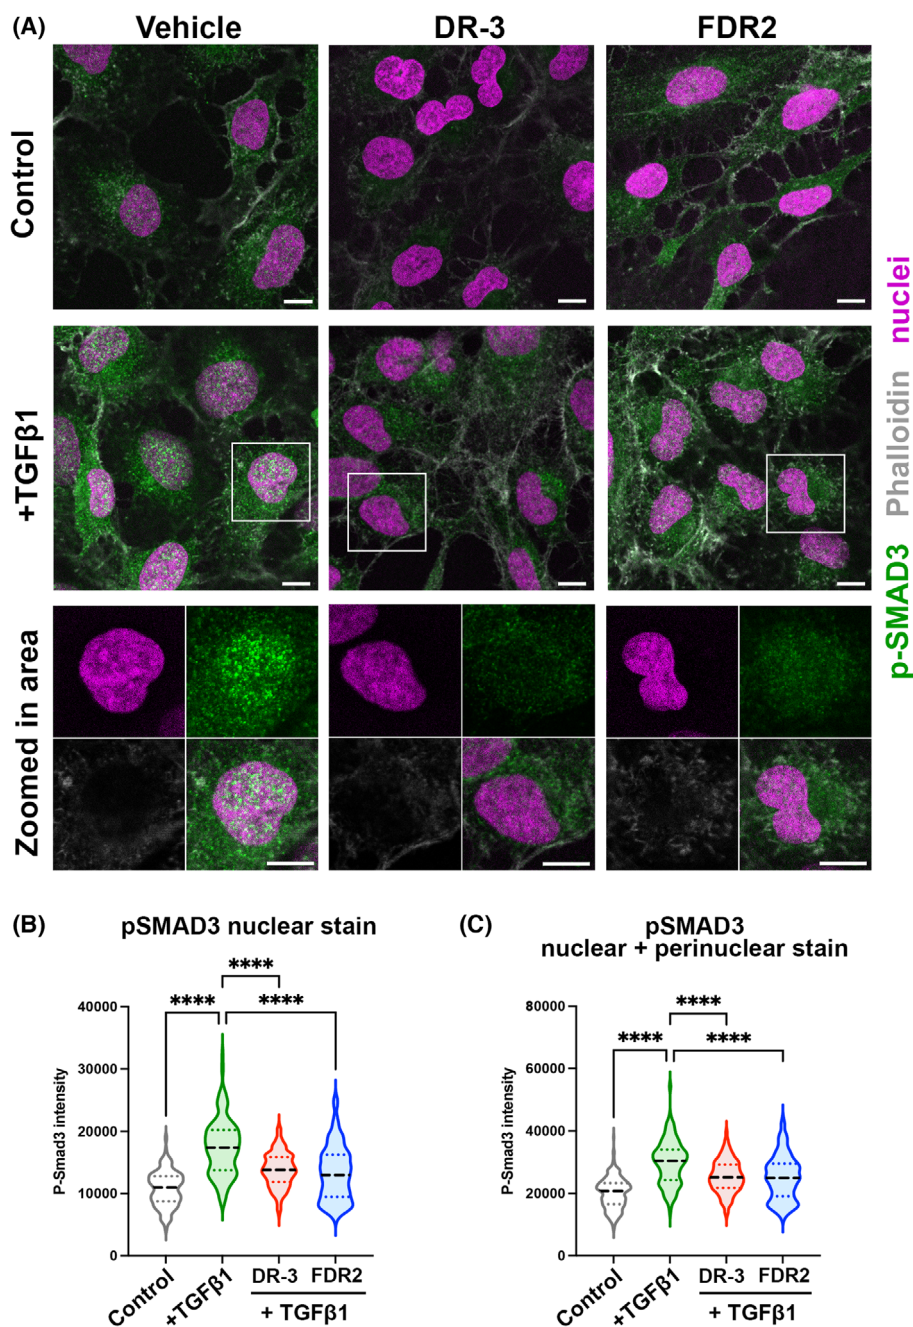 (A)
Vehicle DR-3 FDR2
Control
+TGFβ1
Zoomed in area
p-SMAD3 Phalloidin nuclei
(B)
pSMAD3 nuclear stain
****
**** ****
40000
30000
20000
10000
0
P-Smad3 intensity
Control
+TGFβ1
DR-3 FDR2
+ TGFβ1
(C)
pSMAD3
nuclear + perinuclear stain
****
**** ****
80000
60000
40000
20000
0
P-Smad3 intensity
Control
+TGFβ1
DR-3 FDR2
+ TGFβ1